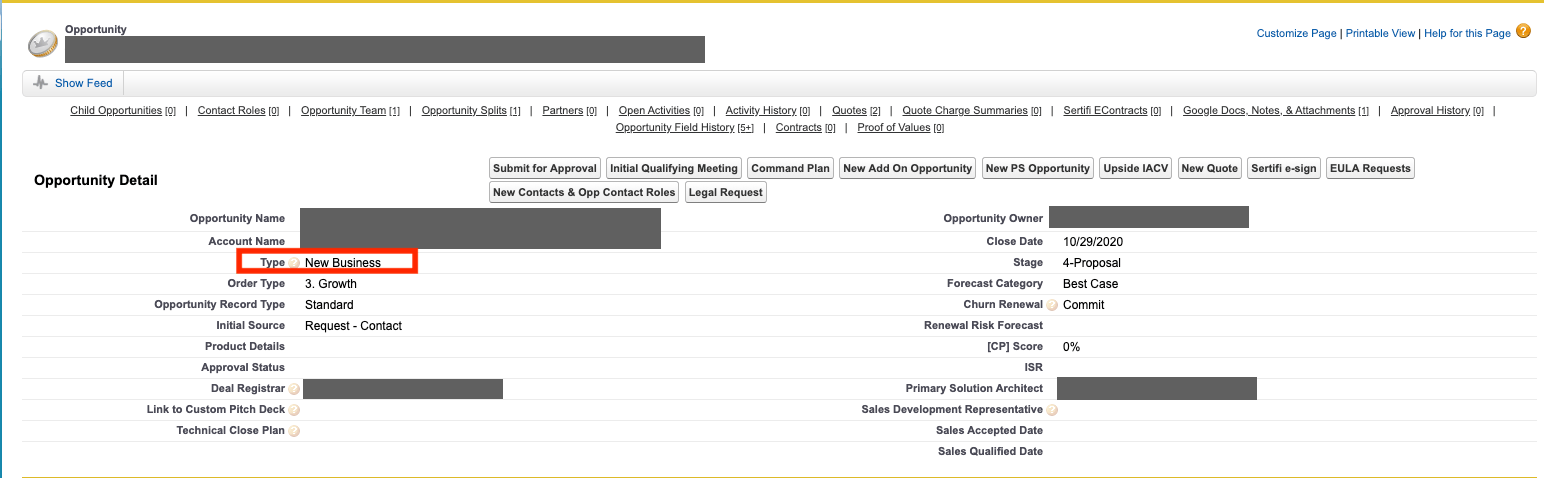 Opportunity
Customize Page | Printable View | Help for this Page ?
Show Feed
Child Opportunities [0] | Contact Roles [0] | Opportunity Team [1] | Opportunity Splits [1] | Partners [0] | Open Activities [0] | Activity History [0] | Quotes [2] | Quote Charge Summaries [0] | Sertifi EContracts [0] | Google Docs, Notes, & Attachments [1] | Approval History [0] |
Opportunity Field History [5+] | Contracts [0] | Proof of Values [0]
Opportunity Detail
Submit for Approval Initial Qualifying Meeting Command Plan New Add On Opportunity New PS Opportunity Upside IACV New Quote Sertifi e-sign EULA Requests
New Contacts & Opp Contact Roles Legal Request
Opportunity Name Opportunity Owner
Account Name Close Date 10/29/2020
Type ? New Business Stage 4-Proposal
Order Type 3. Growth Forecast Category Best Case
Opportunity Record Type Standard Churn Renewal ? Commit
Initial Source Request - Contact Renewal Risk Forecast
Product Details [CP] Score 0%
Approval Status ISR
Deal Registrar ? Primary Solution Architect
Link to Custom Pitch Deck ? Sales Development Representative ?
Technical Close Plan ? Sales Accepted Date
Sales Qualified Date